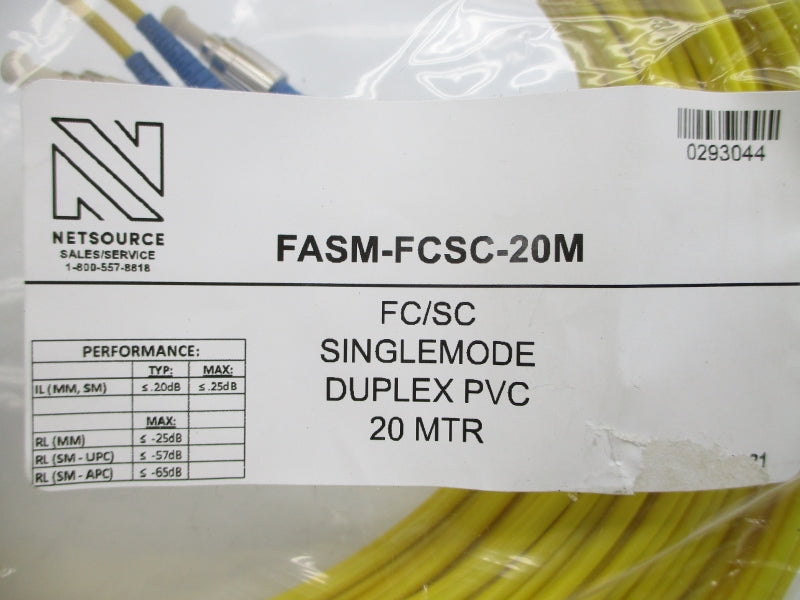 NETSOURCE
SALES/SERVICE
1-800-557-8618
0293044
FASM-FCSC-20M
FC/SC
SINGLEMODE
DUPLEX PVC
20 MTR
PERFORMANCE:
TYP: MAX:
IL (MM, SM) ≤ .20dB ≤ .25dB
MAX:
RL (MM) ≤ -25dB
RL (SM - UPC) ≤ -57dB
RL (SM - APC) ≤ -65dB